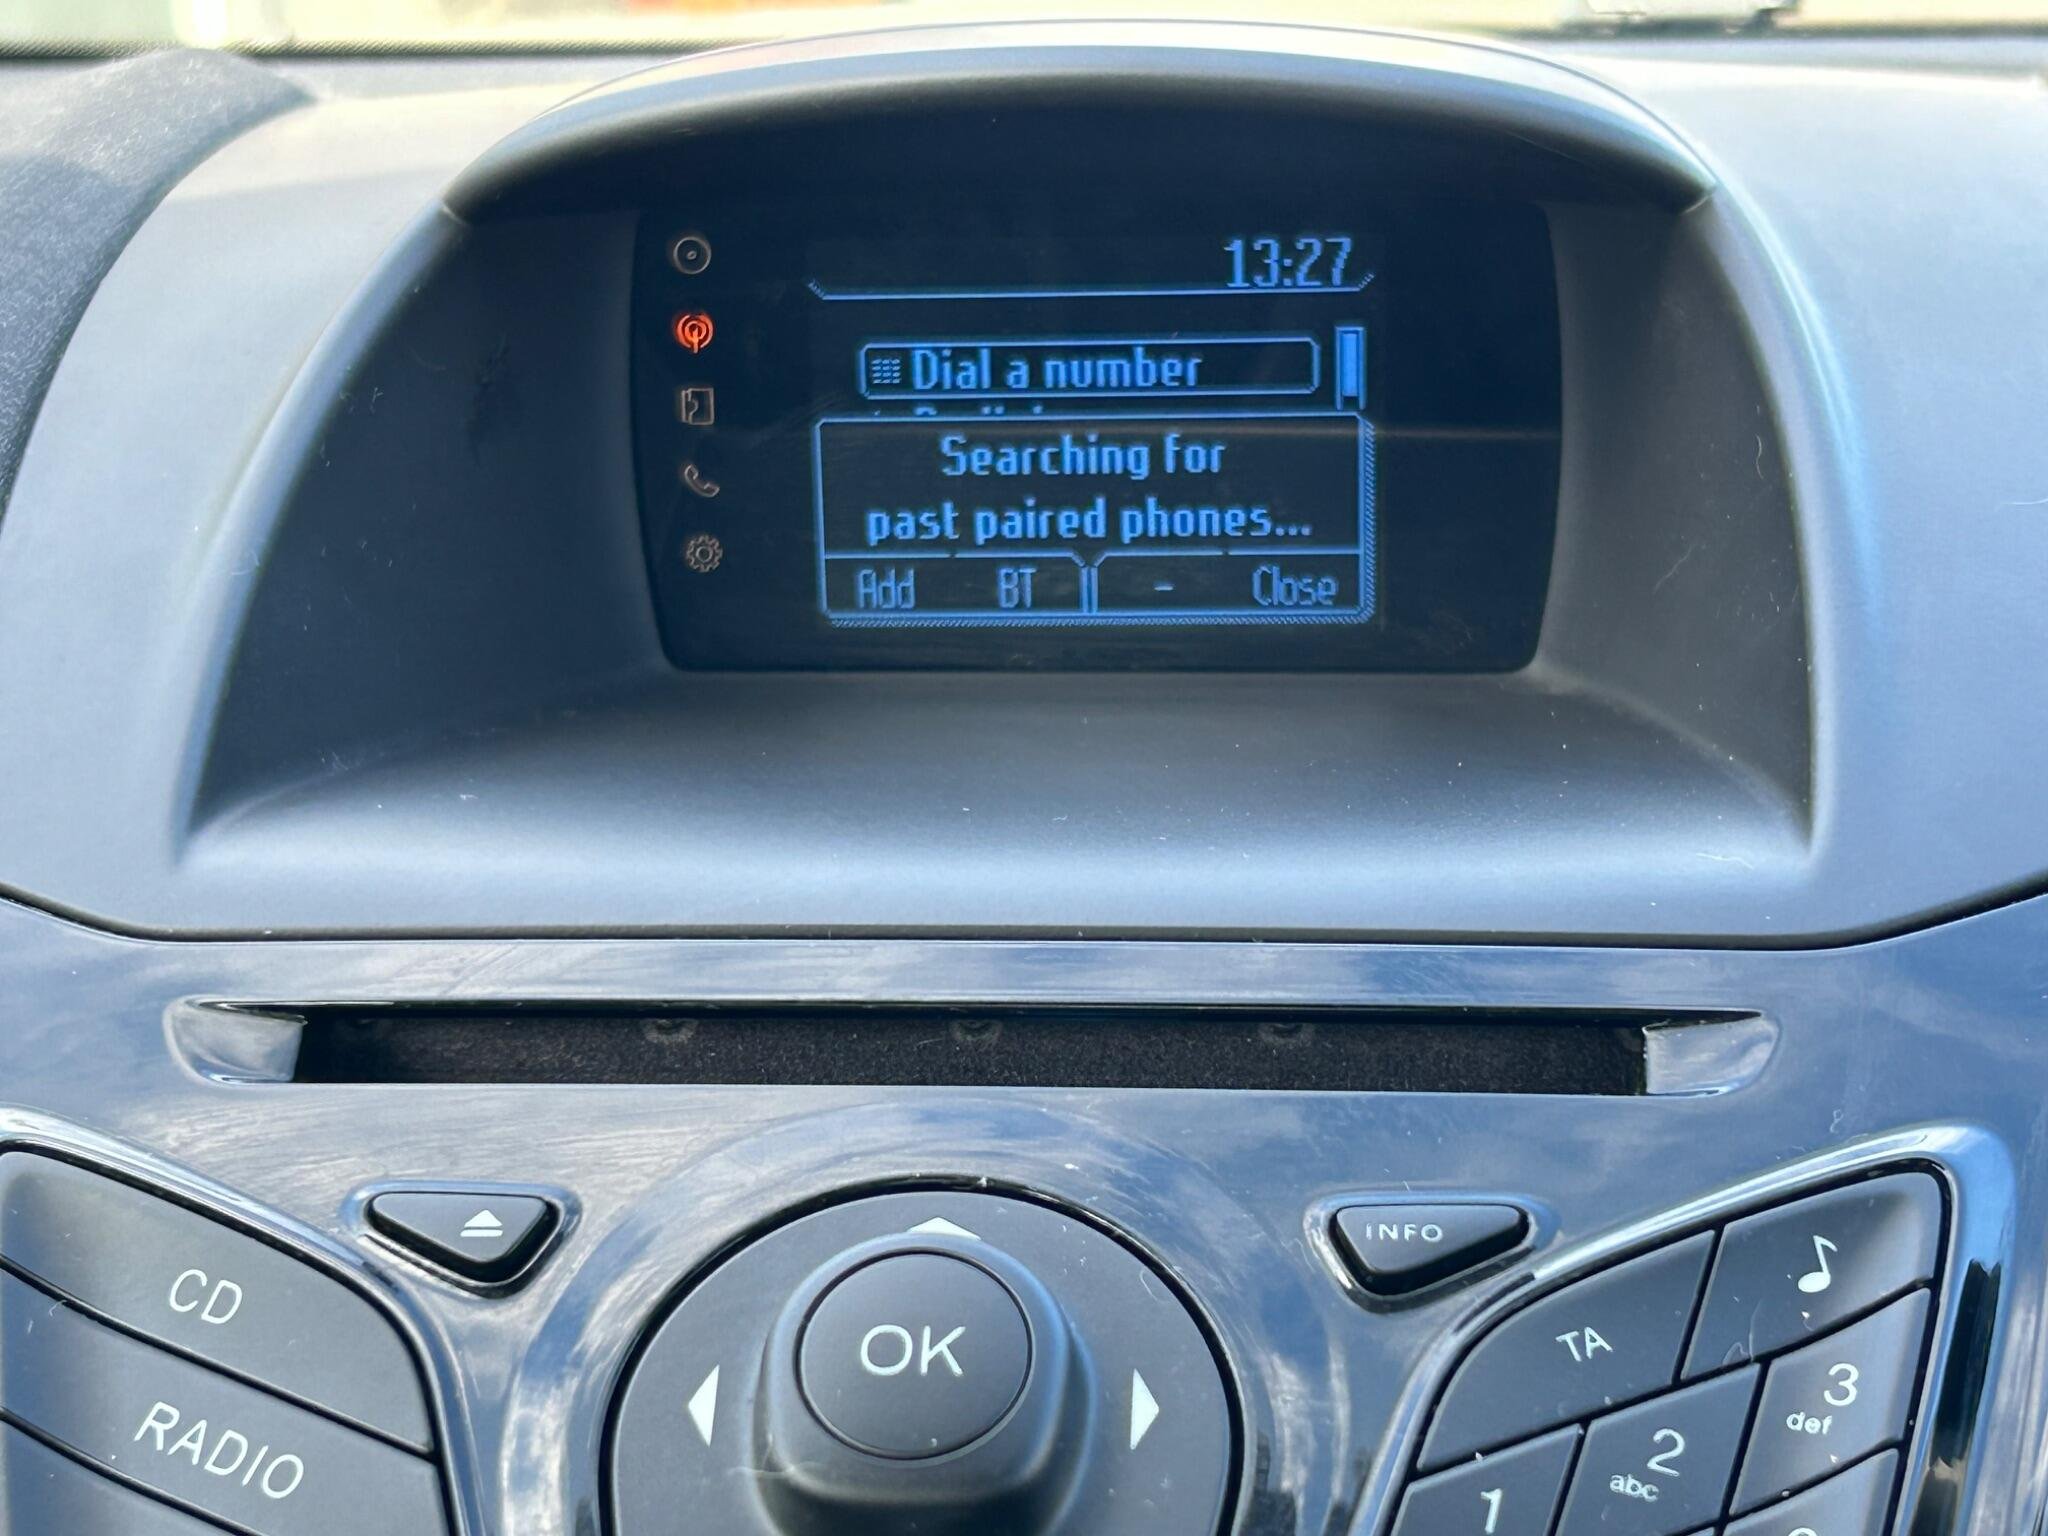 13:27
Dial a number
Searching for
past paired phones...
Add BT - Close
CD
INFO
OK
TA
RADIO
3
def
2
abc
1